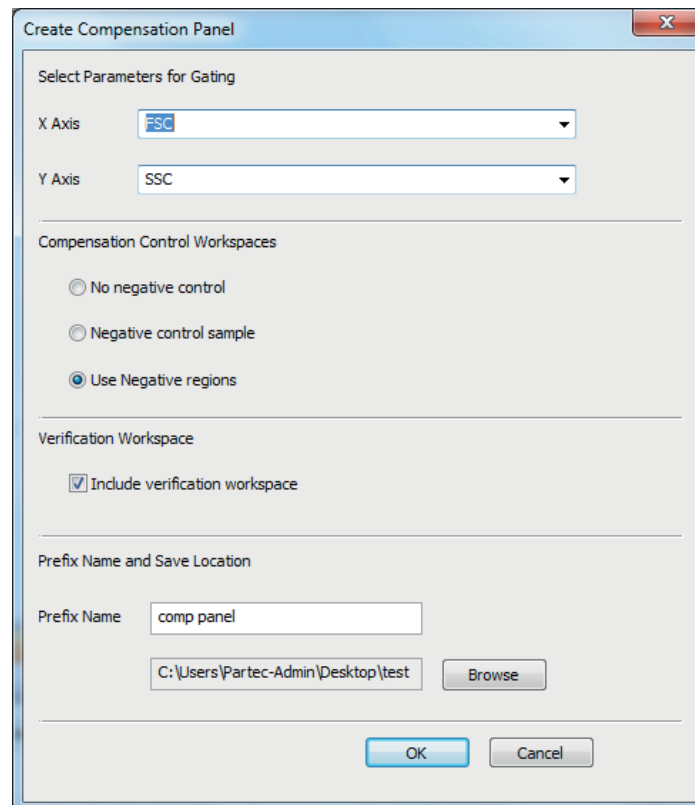 Create Compensation Panel
Select Parameters for Gating
X Axis FSC
Y Axis SSC
Compensation Control Workspaces
No negative control
Negative control sample
Use Negative regions
Verification Workspace
Include verification workspace
Prefix Name and Save Location
Prefix Name comp panel
C:\Users\Partec-Admin\Desktop\test Browse
OK Cancel